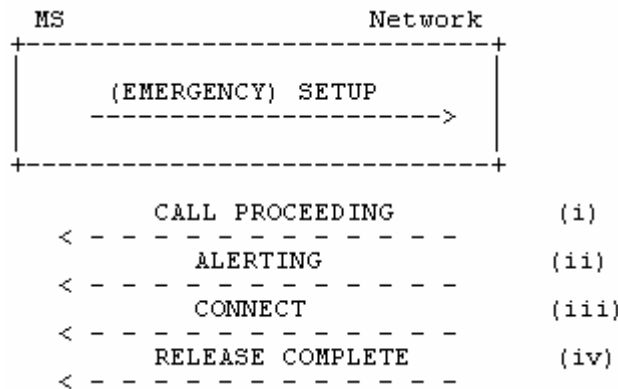 MS Network
(EMERGENCY) SETUP
CALL PROCEEDING (i)
ALERTING (ii)
CONNECT (iii)
RELEASE COMPLETE (iv)